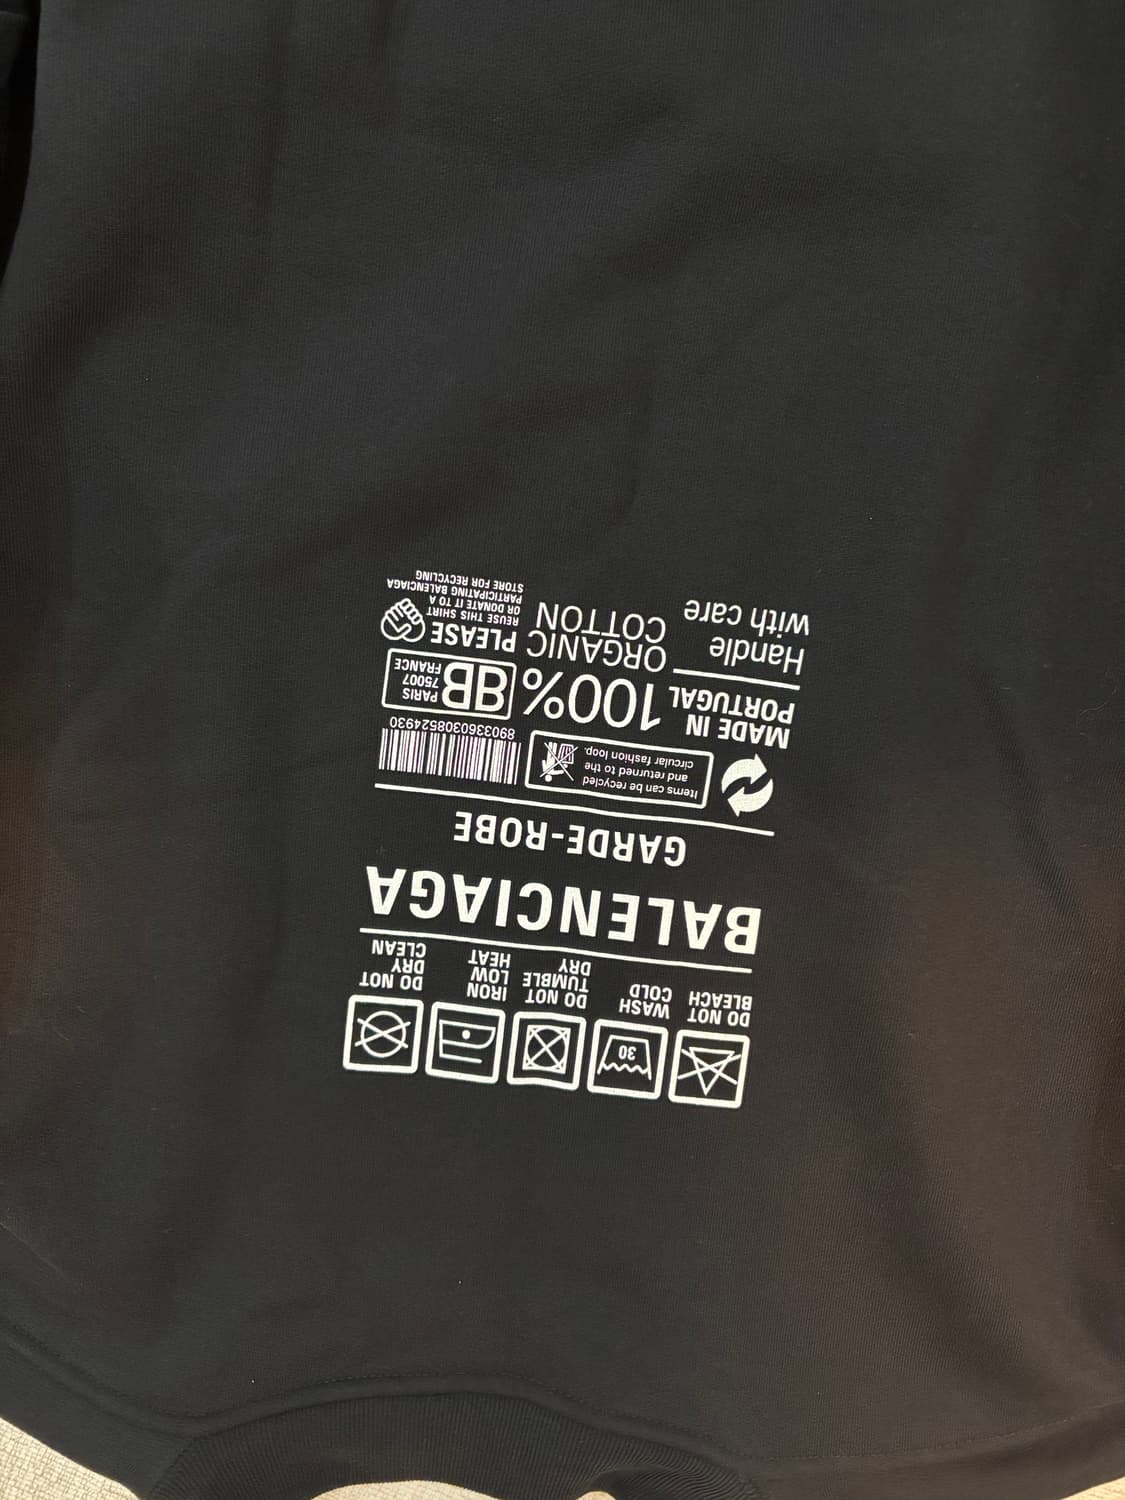 DO NOT
BLEACH
30
WASH
COLD
DO NOT
TUMBLE
DRY
IRON
LOW
HEAT
DO NOT
DRY
CLEAN
BALENCIAGA
GARDE-ROBE
Items can be recycled
and returned to the
circular fashion loop.
8903360308524930
MADE IN
PORTUGAL
Handle
with care
100%
ORGANIC
COTTON
BB
PARIS
75007
FRANCE
PLEASE
REUSE THIS SHIRT
OR DONATE IT TO A
PARTICIPATING BALENCIAGA
STORE FOR RECYCLING